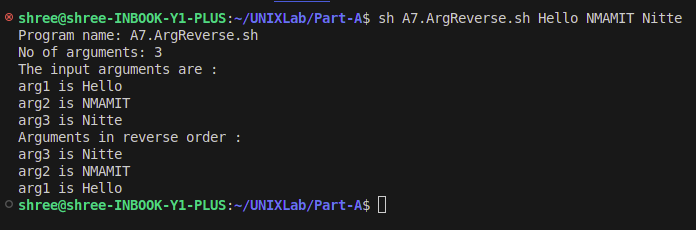 shree@shree-INBOOK-Y1-PLUS:~/UNIXLab/Part-A$ sh A7.ArgReverse.sh Hello NMAMIT Nitte
Program name: A7.ArgReverse.sh
No of arguments: 3
The input arguments are :
arg1 is Hello
arg2 is NMAMIT
arg3 is Nitte
Arguments in reverse order :
arg3 is Nitte
arg2 is NMAMIT
arg1 is Hello
shree@shree-INBOOK-Y1-PLUS:~/UNIXLab/Part-A$